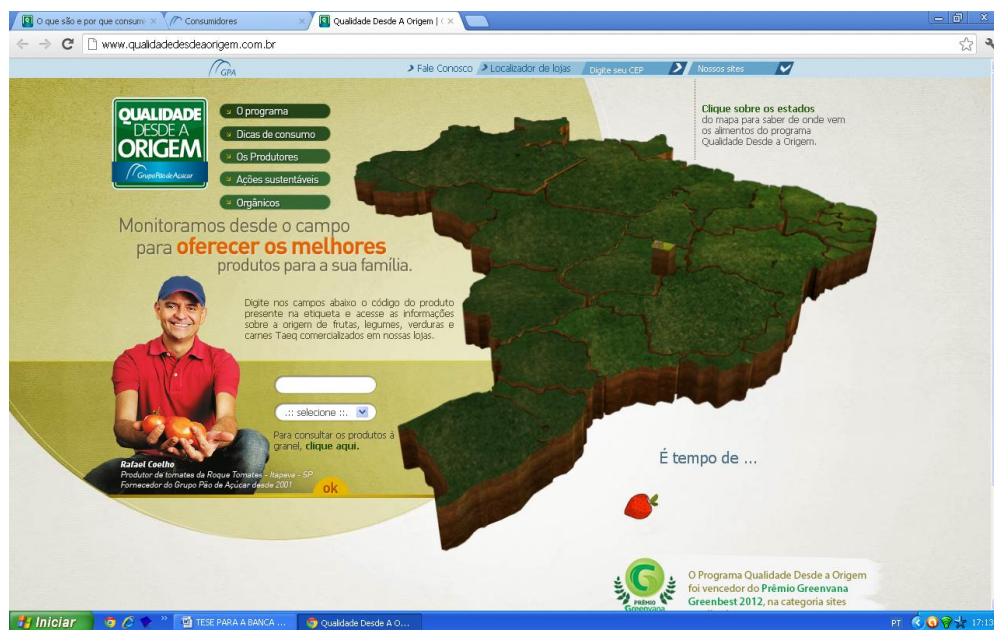 O que são e por que consum
Consumidores
Qualidade Desde A Origem | (
www.qualidadedesdeaorigem.com.br
GPA
Fale Conosco
Localizador de lojas
Digite seu CEP
Nossos sites
QUALIDADE
DESDE A
ORIGEM
Grupo Pão de Açúcar
O programa
Dicas de consumo
Os Produtores
Ações sustentáveis
Orgânicos
Clique sobre os estados
do mapa para saber de onde vem
os alimentos do programa
Qualidade Desde a Origem.
Monitoramos desde o campo
para oferecer os melhores
produtos para a sua família.
Digite nos campos abaixo o código do produto
presente na etiqueta e acesse as informações
sobre a origem de frutas, legumes, verduras e
carnes Taeq comercializados em nossas lojas.
.:: selecione ::.
Para consultar os produtos à
granel, clique aqui.
Rafael Coelho
Produtor de tomates da Roque Tomates - Itapeva - SP
Fornecedor do Grupo Pão de Açúcar desde 2001
ok
É tempo de ...
PRÊMIO
Greenvana
O Programa Qualidade Desde a Origem
foi vencedor do Prêmio Greenvana
Greenbest 2012, na categoria sites
Iniciar
TESE PARA A BANCA ...
Qualidade Desde A O...
PT
17:13